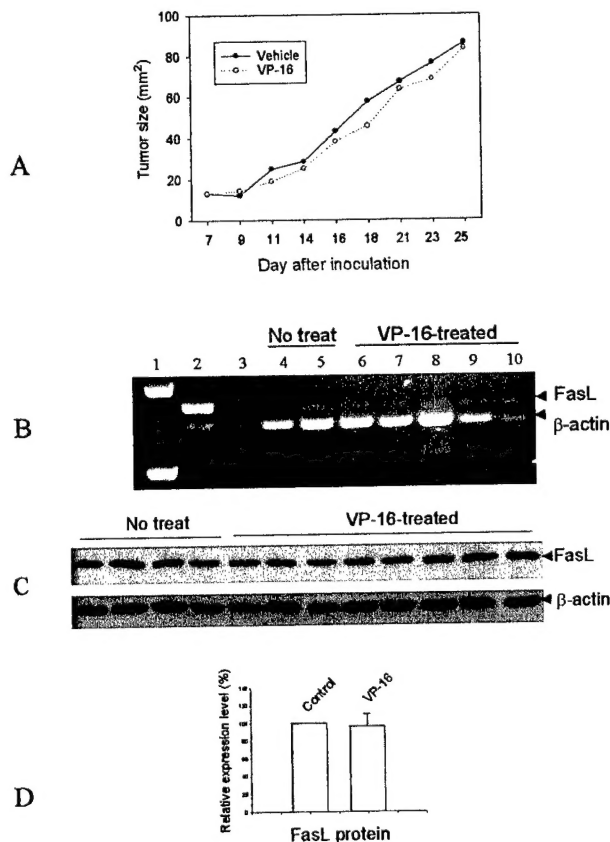 A
Tumor size (mm2)
100
80
60
40
20
0
Vehicle
VP-16
7 9 11 14 16 18 21 23 25
Day after inoculation
B
No treat VP-16-treated
1 2 3 4 5 6 7 8 9 10
FasL
β-actin
C
No treat VP-16-treated
FasL
β-actin
D
Relative expression level (%)
Control
VP-16
FasL protein